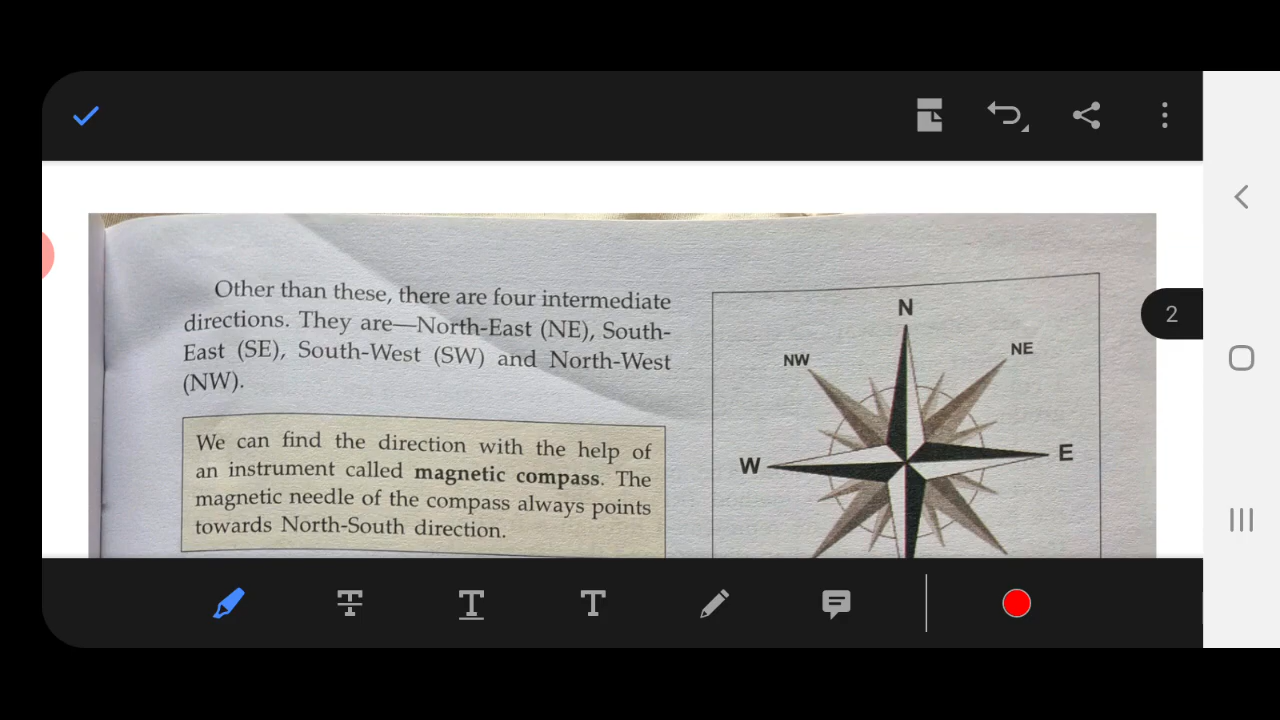 2
Other than these, there are four intermediate
directions. They are—North-East (NE), South-
East (SE), South-West (SW) and North-West
(NW).
We can find the direction with the help of
an instrument called magnetic compass. The
magnetic needle of the compass always points
towards North-South direction.
N
NW
NE
W
E
T
T
T